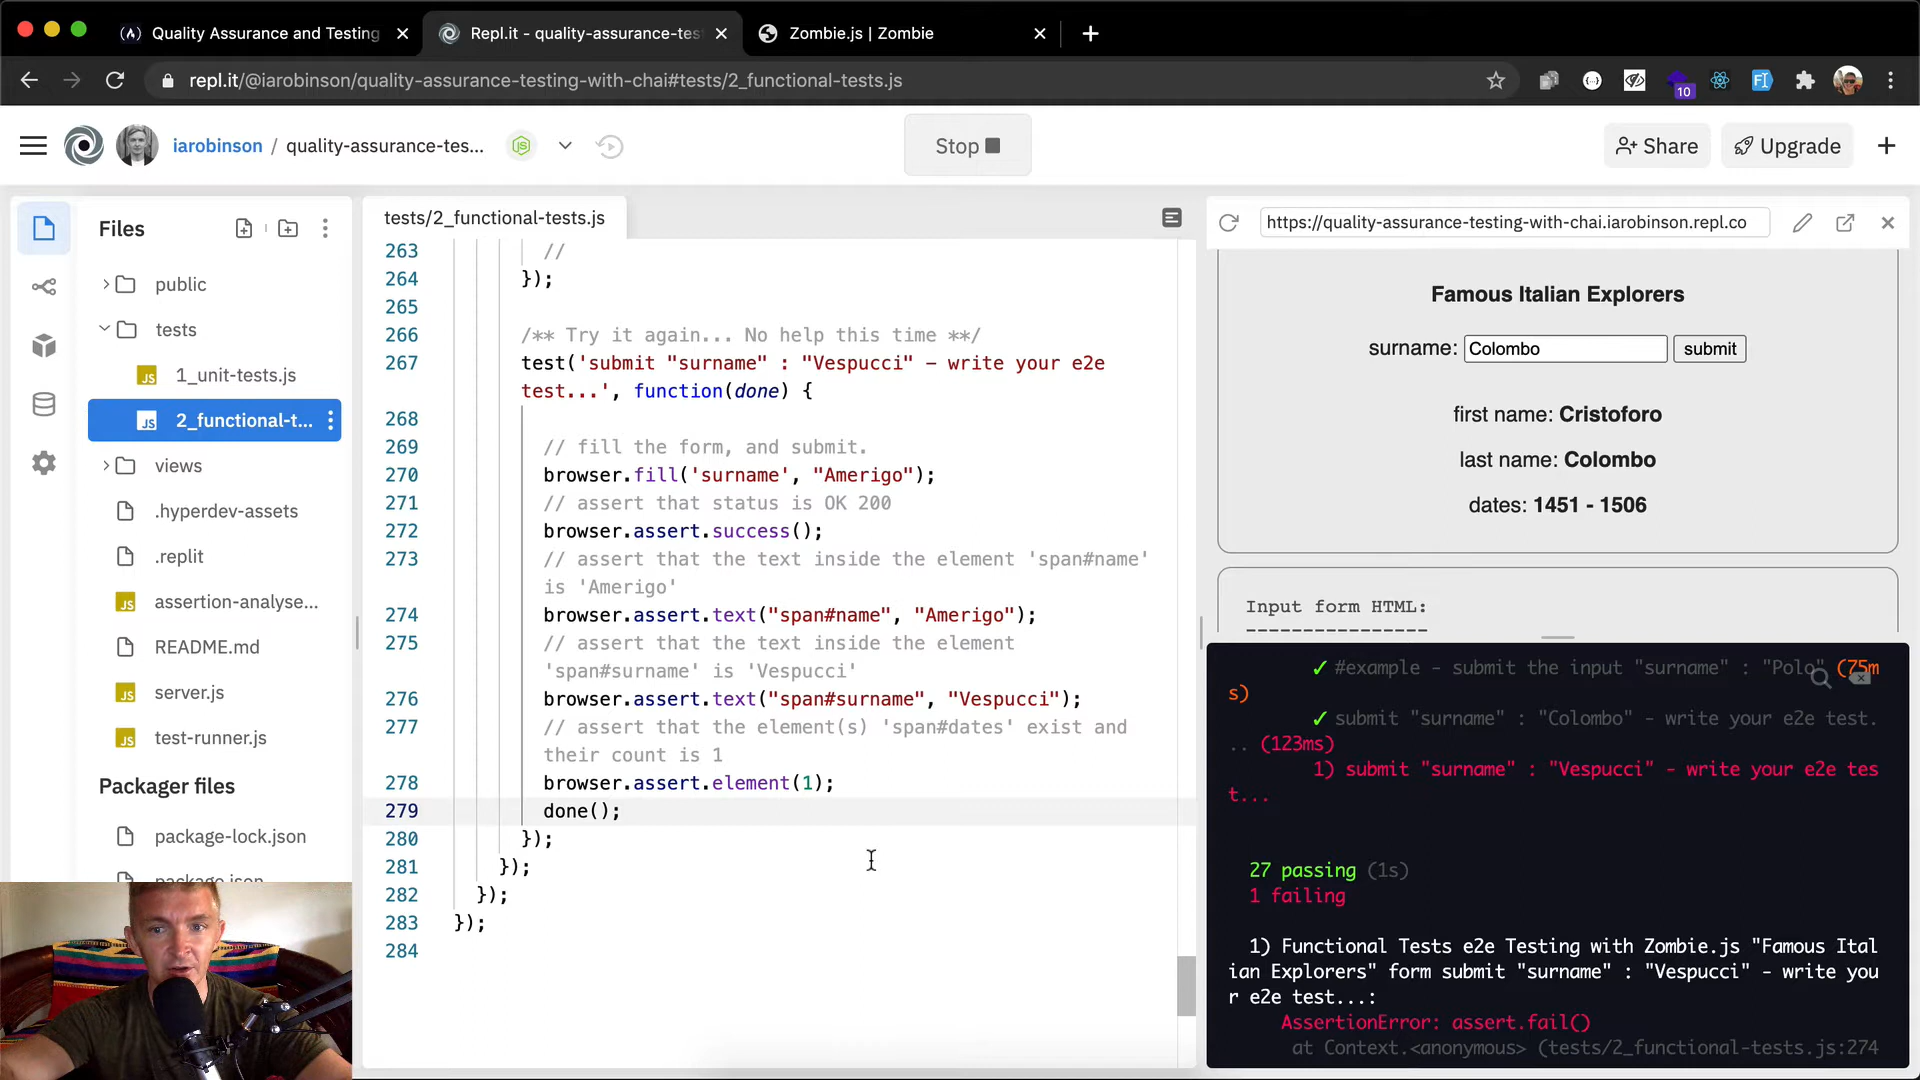 Quality Assurance and Testing
Repl.it - quality-assurance-tes
Zombie.js | Zombie
repl.it/@iarobinson/quality-assurance-testing-with-chai#tests/2_functional-tests.js
10
iarobinson / quality-assurance-tes...
Stop
Share
Upgrade
Files
public
tests
JS 1_unit-tests.js
JS 2_functional-t...
views
.hyperdev-assets
.replit
JS assertion-analyse...
README.md
JS server.js
JS test-runner.js
Packager files
package-lock.json
package.json
tests/2_functional-tests.js
263 //
264 });
265
266 /** Try it again... No help this time **/
267 test('submit "surname" : "Vespucci" - write your e2e
test...', function(done) {
268
269 // fill the form, and submit.
270 browser.fill('surname', "Amerigo");
271 // assert that status is OK 200
272 browser.assert.success();
273 // assert that the text inside the element 'span#name'
is 'Amerigo'
274 browser.assert.text("span#name", "Amerigo");
275 // assert that the text inside the element
'span#surname' is 'Vespucci'
276 browser.assert.text("span#surname", "Vespucci");
277 // assert that the element(s) 'span#dates' exist and
their count is 1
278 browser.assert.element(1);
279 done();
280 });
281 });
282 });
283 });
284
https://quality-assurance-testing-with-chai.iarobinson.repl.co
Famous Italian Explorers
surname: Colombo submit
first name: Cristoforo
last name: Colombo
dates: 1451 - 1506
Input form HTML:
----------------
✓ #example - submit the input "surname" : "Polo" (75m
s)
✓ submit "surname" : "Colombo" - write your e2e test.
.. (123ms)
1) submit "surname" : "Vespucci" - write your e2e tes
t...
27 passing (1s)
1 failing
1) Functional Tests e2e Testing with Zombie.js "Famous Ital
ian Explorers" form submit "surname" : "Vespucci" - write you
r e2e test...:
AssertionError: assert.fail()
at Context.<anonymous> (tests/2_functional-tests.js:274